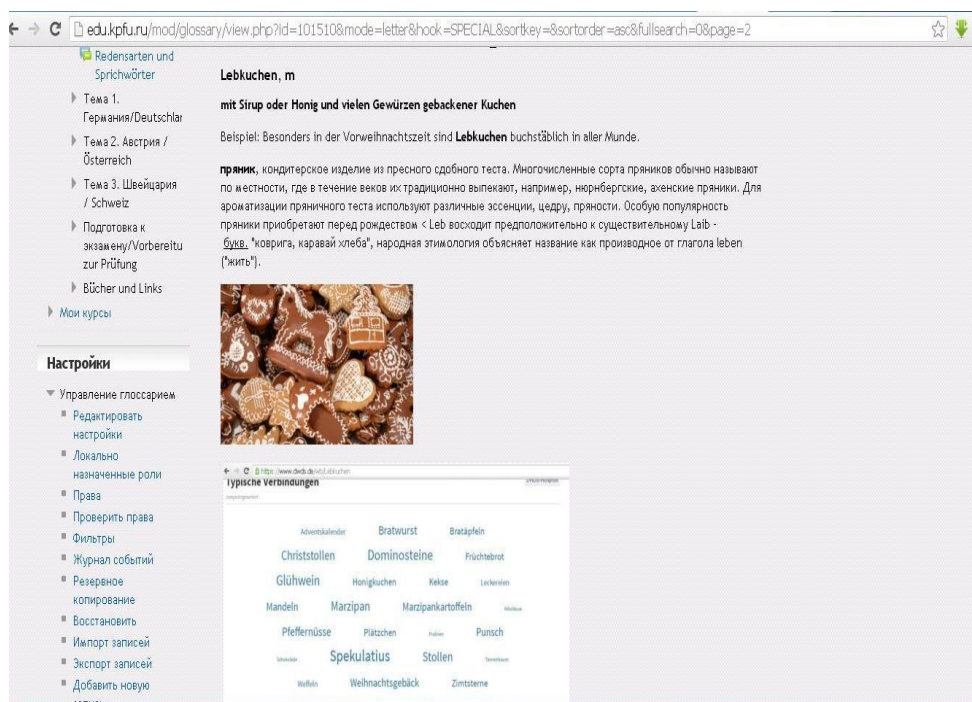 edu.kpfu.ru/mod/glossary/view.php?id=101510&mode=letter&hook=SPECIAL&sortkey=&sortorder=asc&fullsearch=0&page=2
Redensarten und
Sprichwörter
Тема 1.
Германия/Deutschlar
Тема 2. Австрия /
Österreich
Тема 3. Швейцария
/ Schweiz
Подготовка к
экзамену/Vorbereitu
zur Prüfung
Bücher und Links
Мои курсы
Настройки
Управление глоссарием
Редактировать
настройки
Локально
назначенные роли
Права
Проверить права
Фильтры
Журнал событий
Резервное
копирование
Восстановить
Импорт записей
Экспорт записей
Добавить новую
Lebkuchen, m
mit Sirup oder Honig und vielen Gewürzen gebackener Kuchen
Beispiel: Besonders in der Vorweihnachtszeit sind Lebkuchen buchstäblich in aller Munde.
пряник, кондитерское изделие из пресного сдобного теста. Многочисленные сорта пряников обычно называют
по местности, где в течение веков их традиционно выпекают, например, нюрнбергские, ахенские пряники. Для
ароматизации пряничного теста используют различные эссенции, цедру, пряности. Особую популярность
пряники приобретают перед рождеством < Leb восходит предположительно к существительному Laib -
букв. "коврига, каравай хлеба", народная этимология объясняет название как производное от глагола leben
("жить").
https://www.dwds.de/wb/Lebkuchen
Typische Verbindungen
computergeneriert
Adventskalender Bratwurst Bratäpfeln
Christstollen Dominosteine Früchtebrot
Glühwein Honigkuchen Kekse Leckereien
Mandeln Marzipan Marzipankartoffeln
Pfeffernüsse Plätzchen Punsch
Schokolade Spekulatius Stollen
Waffeln Weihnachtsgebäck Zimtsterne